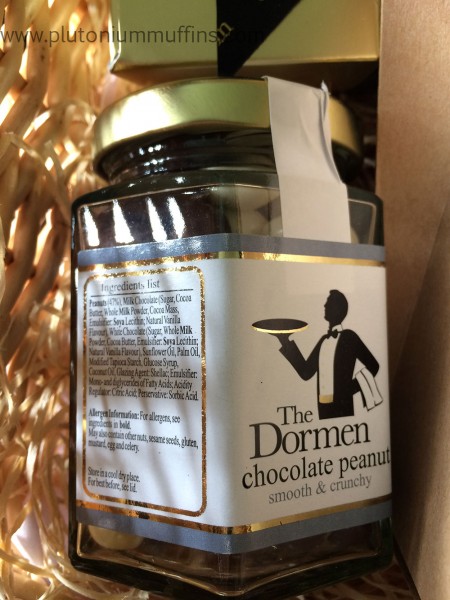 www.plutoniummuffins.com
Ingredients list
Peanuts (42%), Milk Chocolate (Sugar, Cocoa
Butter, Whole Milk Powder, Cocoa Mass,
Emulsifier: Soya Lecithin; Natural Vanilla
Flavour), White Chocolate (Sugar, Whole Milk
Powder, Cocoa Butter, Emulsifier: Soya Lecithin;
Natural Vanilla Flavour), Sunflower Oil, Palm Oil,
Modified Tapioca Starch, Glucose Syrup,
Coconut Oil, Glazing Agent; Shellac; Emulsifier:
Mono- and diglycerides of Fatty Acids; Acidity
Regulator: Citric Acid; Perservative: Sorbic Acid.
Allergen Information: For allergens, see
ingredients in bold.
May also contain other nuts, sesame seeds, gluten,
mustard, egg and celery.
Store in a cool dry place.
For best before, see lid.
The
Dormen
chocolate peanut
smooth & crunchy